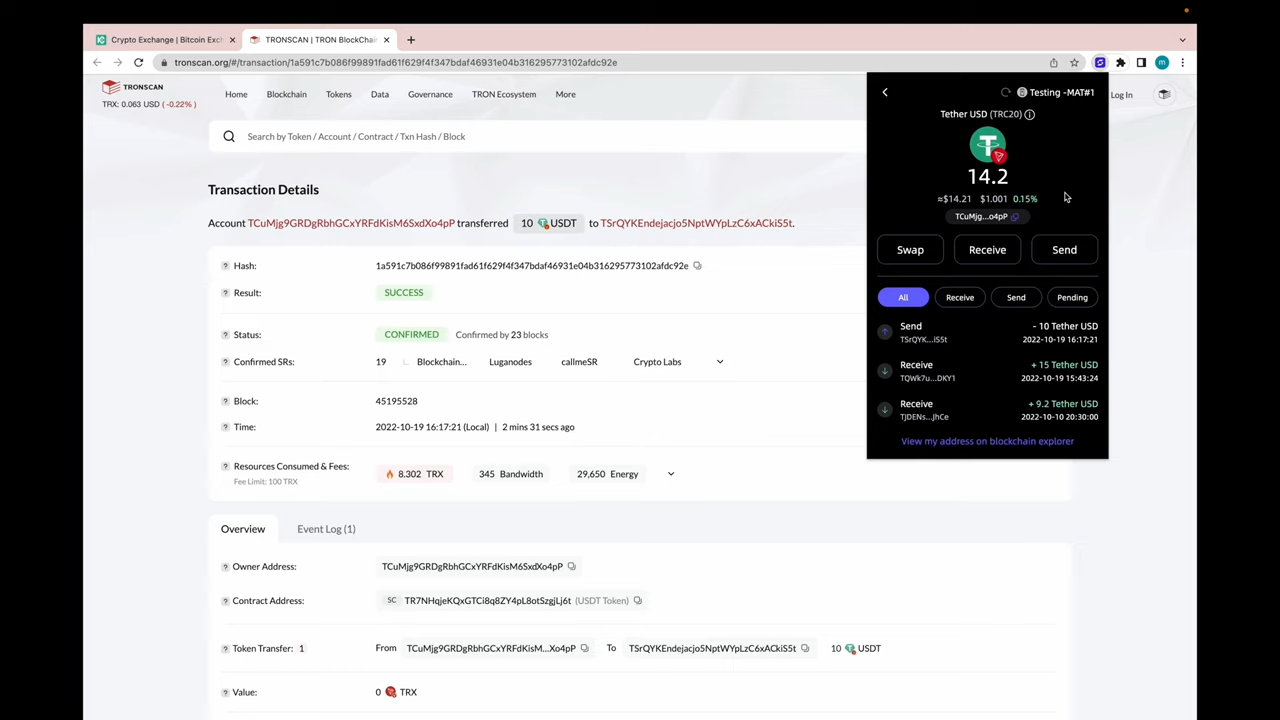 Crypto Exchange | Bitcoin Exc
TRONSCAN | TRON BlockChai
tronscan.org/#/transaction/1a591c7b086f99891fad61f629f4f347bdaf46931e04b316295773102afdc92e
TRONSCAN
TRX: 0.063 USD (-0.22%)
Home Blockchain Tokens Data Governance TRON Ecosystem More
Log In
Search by Token / Account / Contract / Txn Hash / Block
Transaction Details
Account TCuMjg9GRDgRbhGCxYRFdKisM6SxdXo4pP transferred 10 USDT to TSrQYKEndejacjo5NptWYpLzC6xACkiS5t.
Hash: 1a591c7b086f99891fad61f629f4f347bdaf46931e04b316295773102afdc92e
Result: SUCCESS
Status: CONFIRMED Confirmed by 23 blocks
Confirmed SRs: 19 Blockchain... Luganodes callmeSR Crypto Labs
Block: 45195528
Time: 2022-10-19 16:17:21 (Local) | 2 mins 31 secs ago
Resources Consumed & Fees: 8.302 TRX 345 Bandwidth 29,650 Energy
Fee Limit: 100 TRX
Overview Event Log (1)
Owner Address: TCuMjg9GRDgRbhGCxYRFdKisM6SxdXo4pP
Contract Address: SC TR7NHqjeKQxGTCi8q8ZY4pL8otSzgjLj6t (USDT Token)
Token Transfer: 1 From TCuMjg9GRDgRbhGCxYRFdKisM...Xo4pP To TSrQYKEndejacjo5NptWYpLzC6xACkiS5t 10 USDT
Value: 0 TRX
Testing -MAT#1
Tether USD (TRC20)
14.2
≈$14.21 $1.001 0.15%
TCuMjg...o4pP
Swap Receive Send
All Receive Send Pending
Send - 10 Tether USD
TSrQYK...iS5t 2022-10-19 16:17:21
Receive + 15 Tether USD
TQWk7u...DKY1 2022-10-19 15:43:24
Receive + 9.2 Tether USD
TJDENs...JhCe 2022-10-10 20:30:00
View my address on blockchain explorer